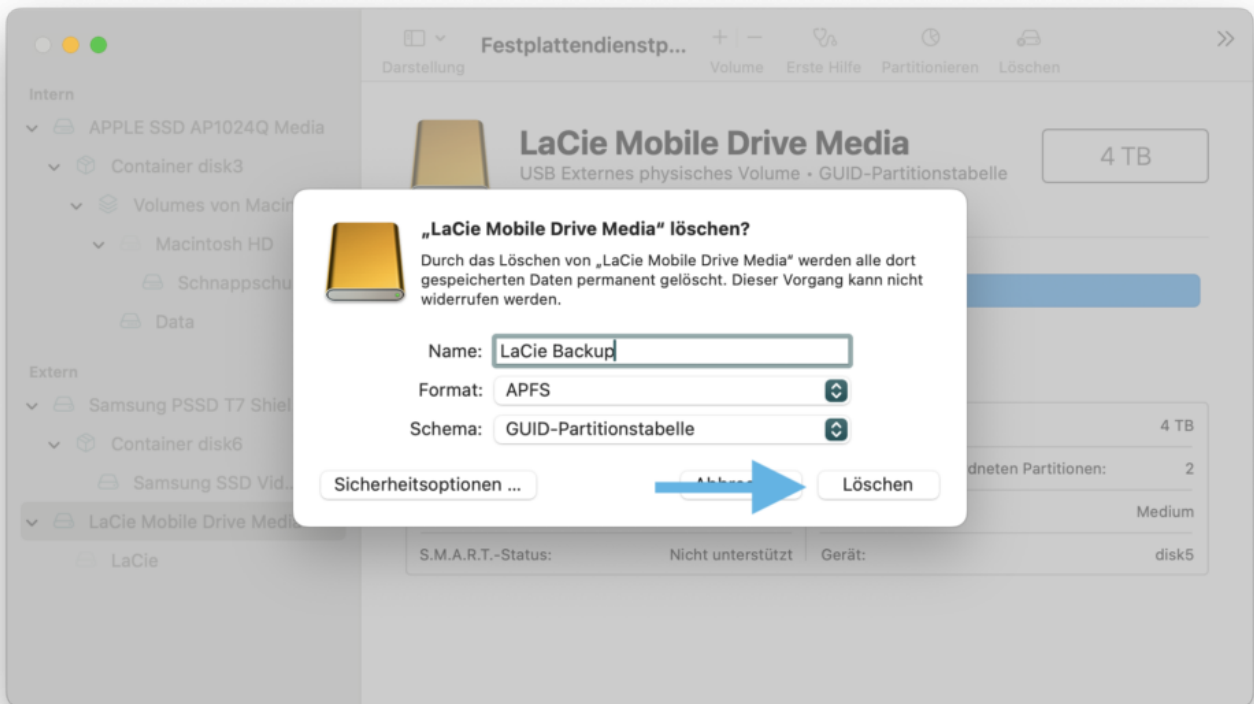 Festplattendienstp...
Darstellung
Volume
Erste Hilfe
Partitionieren
Löschen
Intern
APPLE SSD AP1024Q Media
Container disk3
Volumes von Macin
Macintosh HD
Schnappschu
Data
Extern
Samsung PSSD T7 Shiel
Container disk6
Samsung SSD Vid...
LaCie Mobile Drive Media
LaCie
LaCie Mobile Drive Media
USB Externes physisches Volume • GUID-Partitionstabelle
4 TB
„LaCie Mobile Drive Media“ löschen?
Durch das Löschen von „LaCie Mobile Drive Media“ werden alle dort
gespeicherten Daten permanent gelöscht. Dieser Vorgang kann nicht
widerrufen werden.
Name: LaCie Backup
Format: APFS
Schema: GUID-Partitionstabelle
Sicherheitsoptionen ...
Löschen
4 TB
dneten Partitionen: 2
Medium
S.M.A.R.T.-Status: Nicht unterstützt
Gerät: disk5